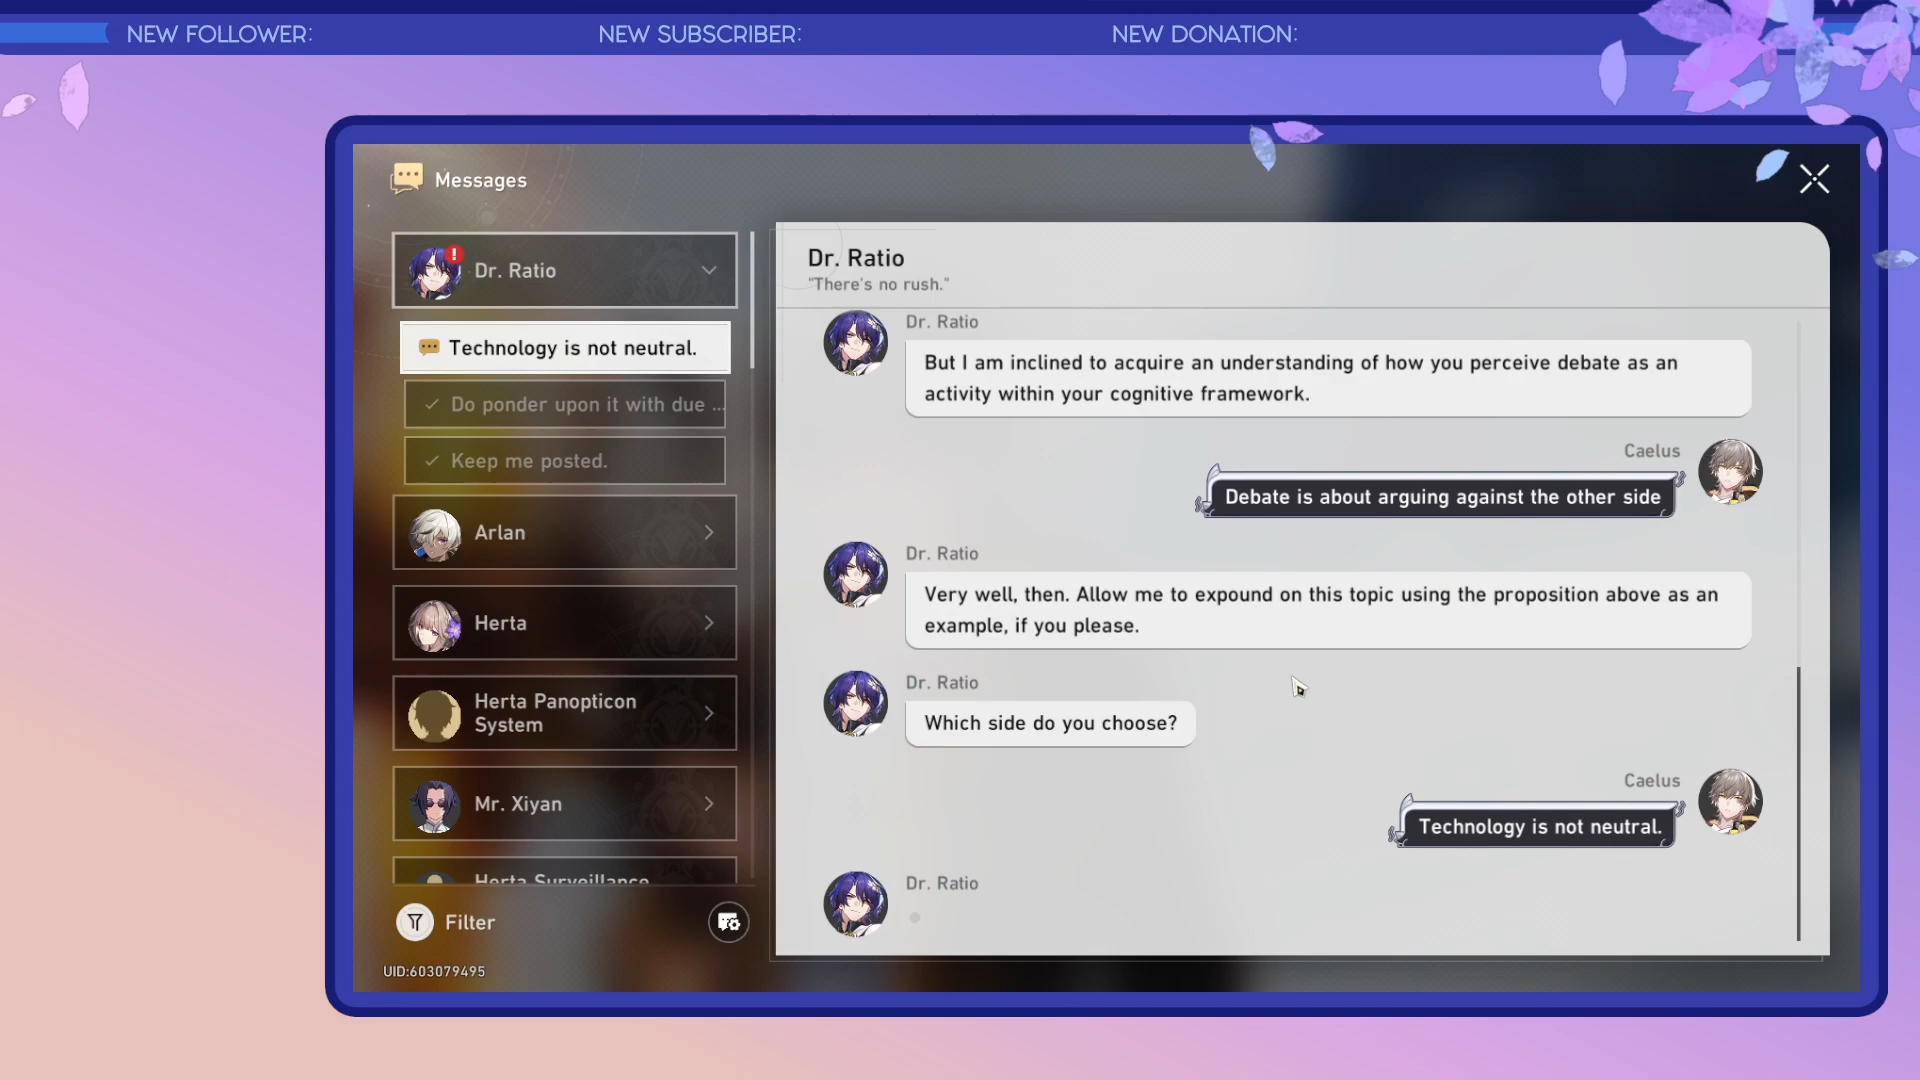 NEW FOLLOWER:
NEW SUBSCRIBER:
NEW DONATION:
Messages
Dr. Ratio
Technology is not neutral.
Do ponder upon it with due ...
Keep me posted.
Arlan
Herta
Herta Panopticon
System
Mr. Xiyan
Herta Surveillance
Filter
UID:603079495
Dr. Ratio
"There's no rush."
Dr. Ratio
But I am inclined to acquire an understanding of how you perceive debate as an
activity within your cognitive framework.
Caelus
Debate is about arguing against the other side
Dr. Ratio
Very well, then. Allow me to expound on this topic using the proposition above as an
example, if you please.
Dr. Ratio
Which side do you choose?
Caelus
Technology is not neutral.
Dr. Ratio